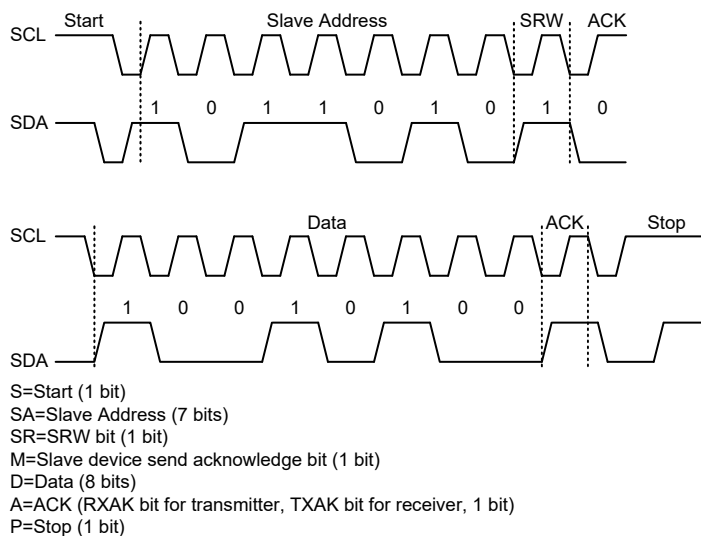 Start Slave Address SRW ACK
SCL
1 0 1 1 0 1 0 1 0
SDA
Data ACK Stop
SCL
1 0 0 1 0 1 0 0
SDA
S=Start (1 bit)
SA=Slave Address (7 bits)
SR=SRW bit (1 bit)
M=Slave device send acknowledge bit (1 bit)
D=Data (8 bits)
A=ACK (RXAK bit for transmitter, TXAK bit for receiver, 1 bit)
P=Stop (1 bit)